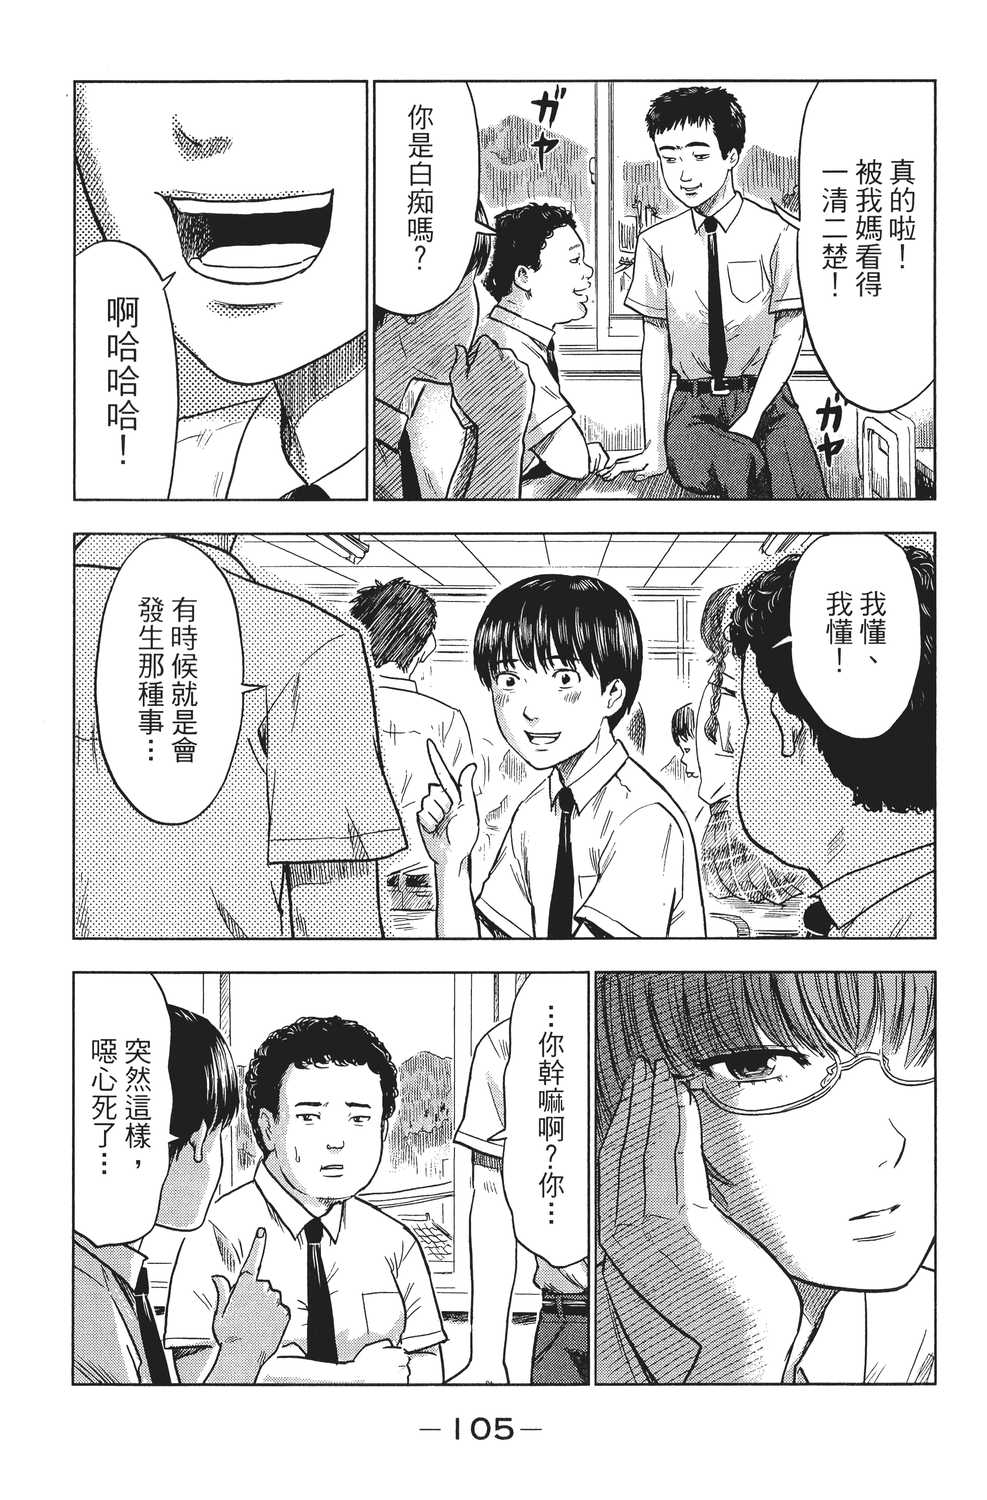 真的啦！
被我媽看得
一清二楚！
ガヤ
你是白痴嗎？
ガヤ
啊哈哈哈！
我懂、
我懂！
有時候就是會
發生那種事…
…你幹嘛啊？你…
突然這樣，
噁心死了…
—105—